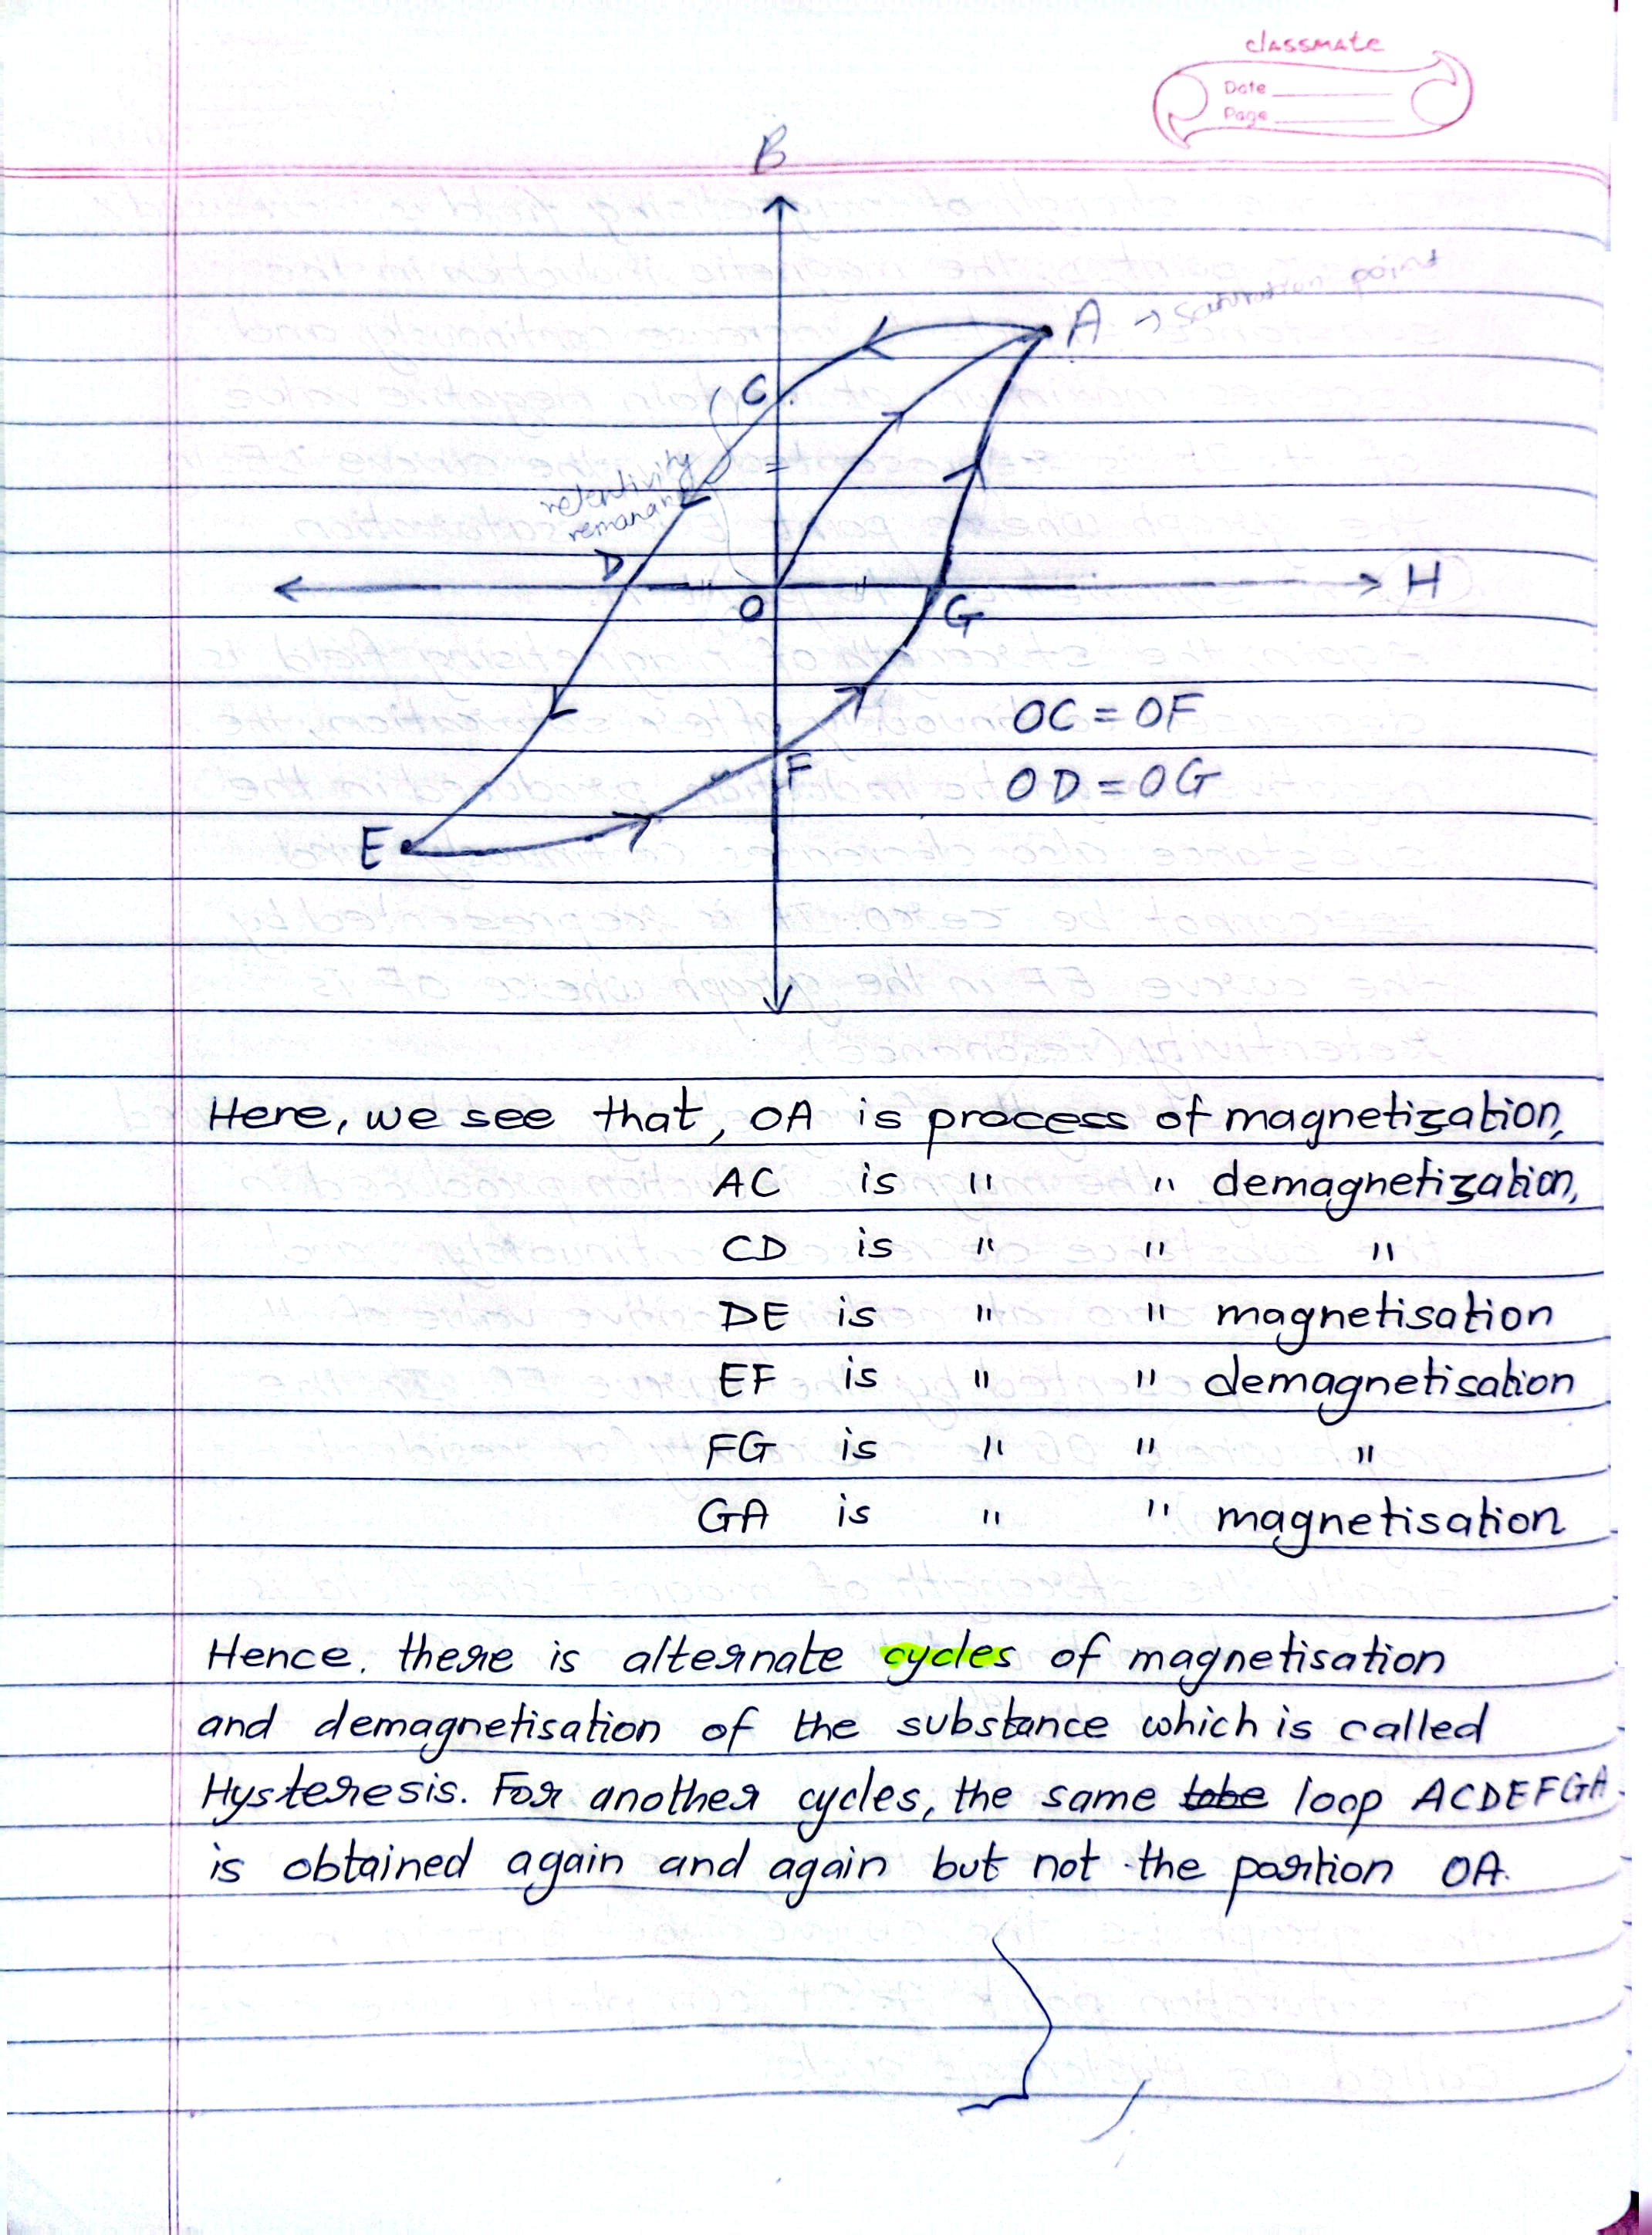 classmate
Date
Page
B
A → saturation point
C
retentivity
remanan
D
O
G
H
OC = OF
OD = OG
F
E
Here, we see that, OA is process of magnetization,
AC is " " demagnetization,
CD is " " "
DE is " " magnetisation
EF is " " demagnetisation
FG is " " "
GA is " " magnetisation
Hence, there is alternate cycles of magnetisation
and demagnetisation of the substance which is called
Hysteresis. For another cycles, the same tobe loop ACDEFGA
is obtained again and again but not the portion OA.